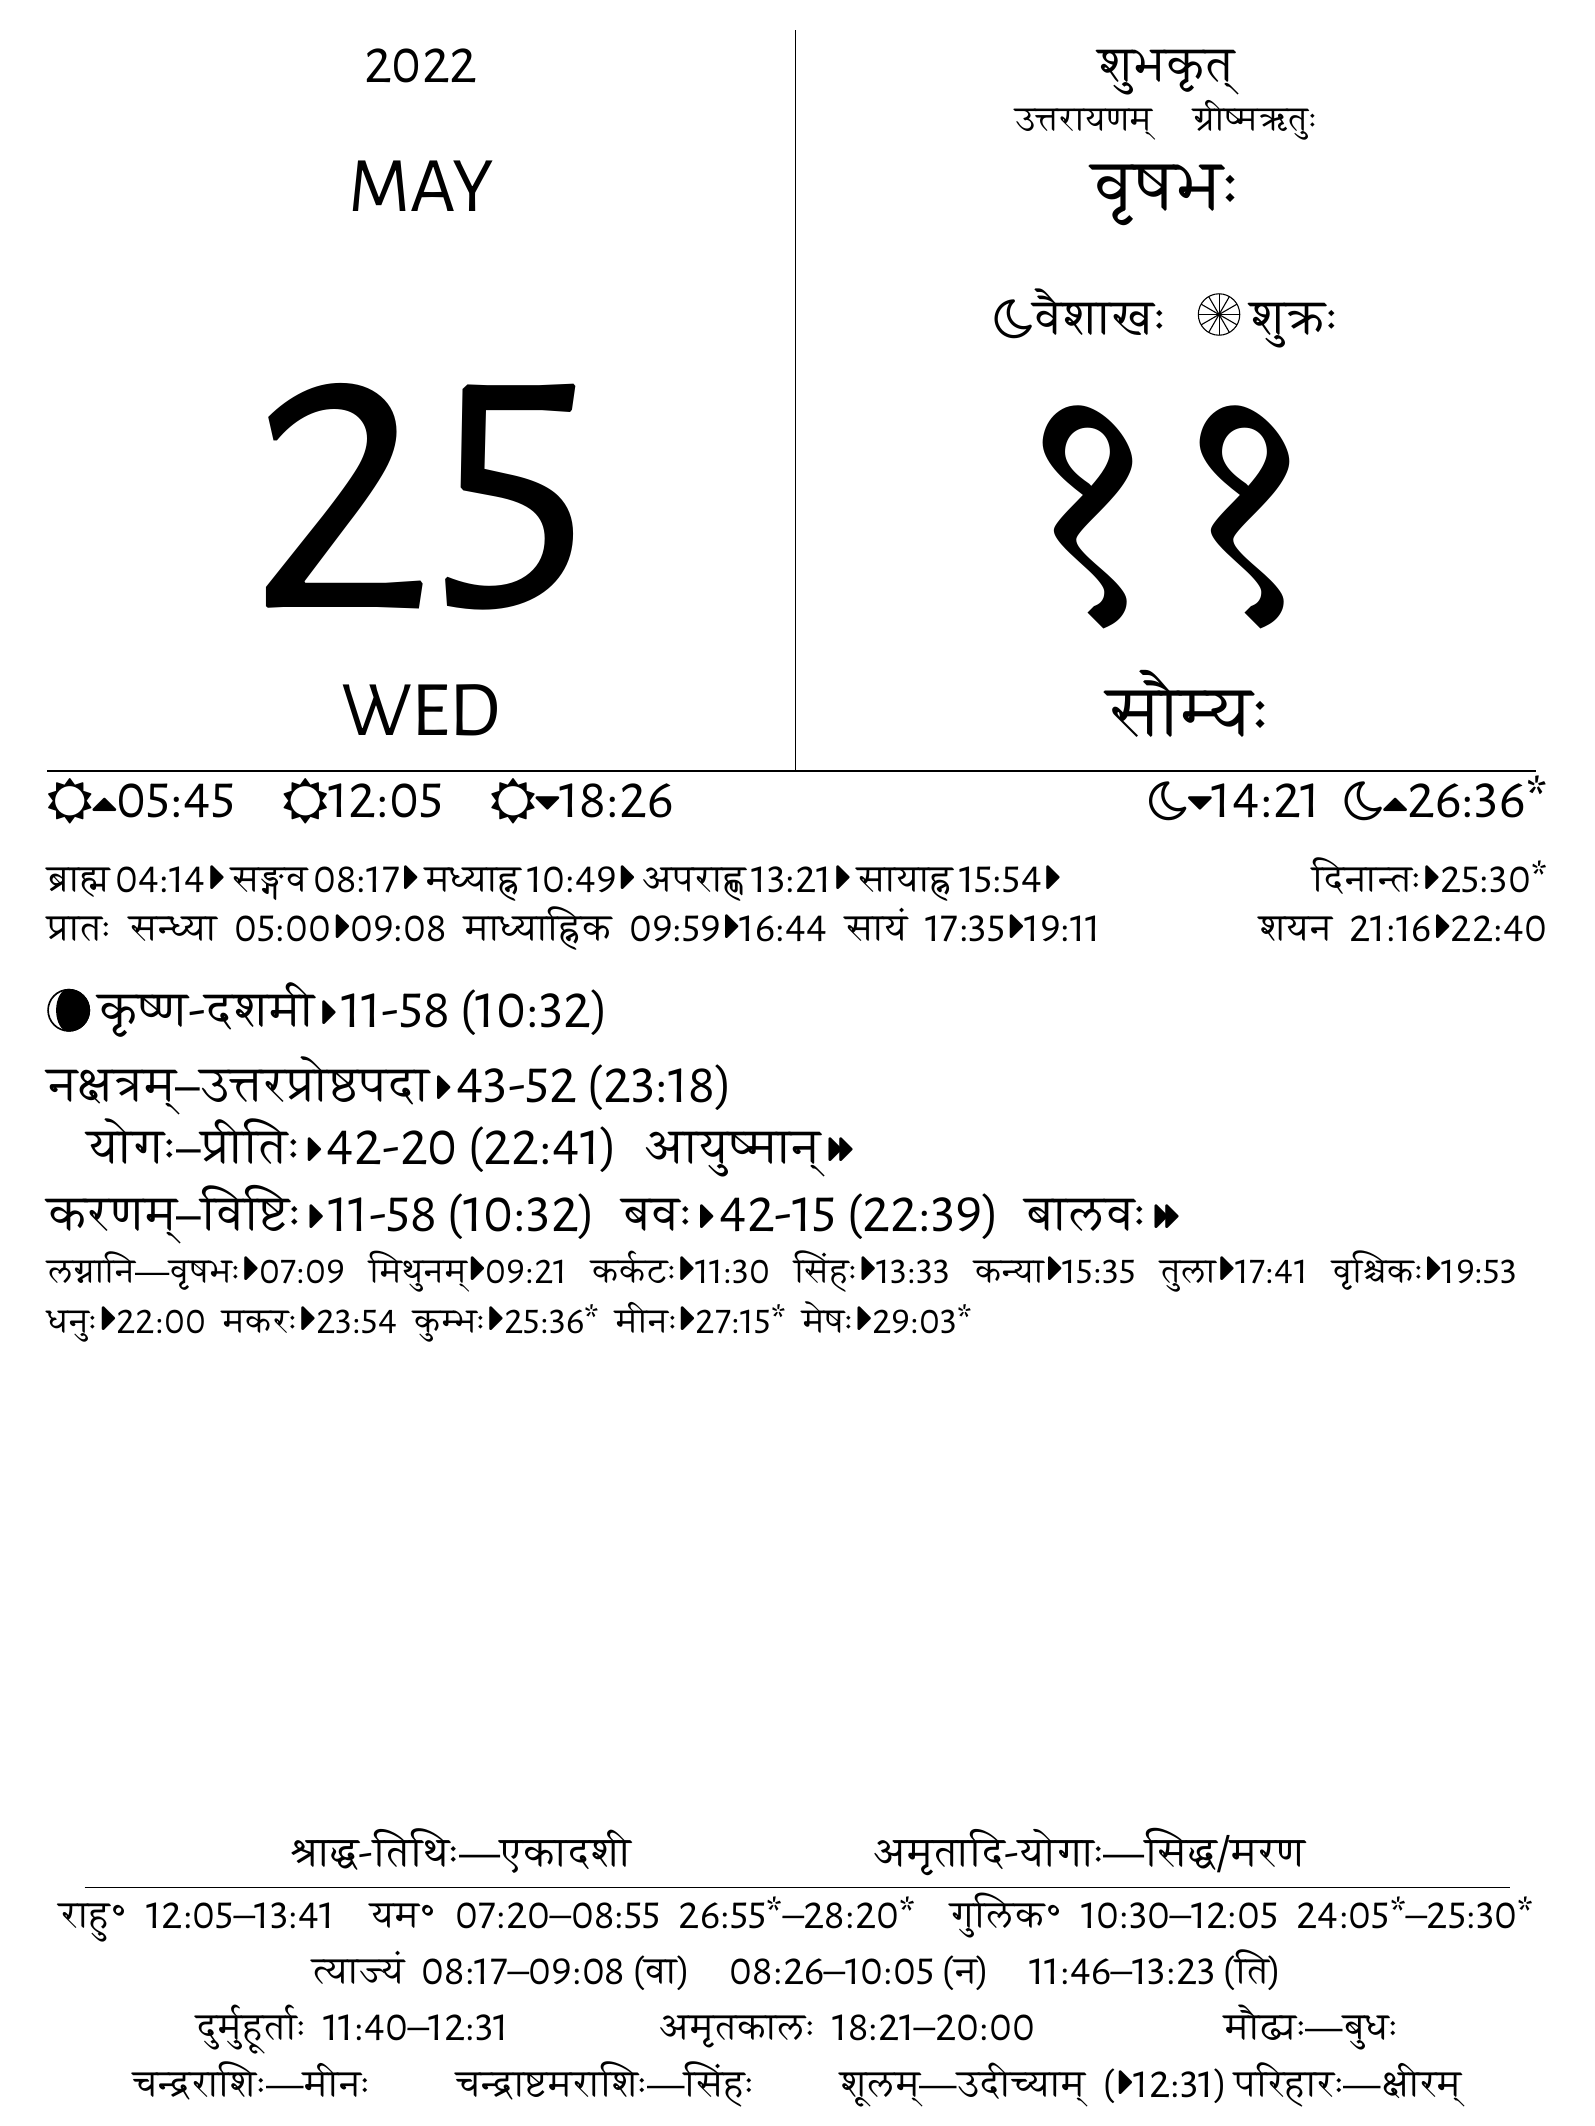 2022
MAY
25
WED
शुभकृत्
उत्तरायणम् ग्रीष्मऋतुः
वृषभः
वैशाखः शुक्रः
११
सौम्यः
05:45 12:05 18:26 14:21 26:36*
ब्राह्म 04:14 सङ्गव 08:17 मध्याह्न 10:49 अपराह्ण 13:21 सायाह्न 15:54 दिनान्तः 25:30*
प्रातः सन्ध्या 05:00 09:08 माध्याह्निक 09:59 16:44 सायं 17:35 19:11 शयन 21:16 22:40
कृष्ण-दशमी 11-58 (10:32)
नक्षत्रम्–उत्तरप्रोष्ठपदा 43-52 (23:18)
योगः–प्रीतिः 42-20 (22:41) आयुष्मान्
करणम्–विष्टिः 11-58 (10:32) बवः 42-15 (22:39) बालवः
लग्नानि—वृषभः 07:09 मिथुनम् 09:21 कर्कटः 11:30 सिंहः 13:33 कन्या 15:35 तुला 17:41 वृश्चिकः 19:53
धनुः 22:00 मकरः 23:54 कुम्भः 25:36* मीनः 27:15* मेषः 29:03*
श्राद्ध-तिथिः—एकादशी अमृतादि-योगाः—सिद्ध/मरण
राहु° 12:05–13:41 यम° 07:20–08:55 26:55*–28:20* गुलिक° 10:30–12:05 24:05*–25:30*
त्याज्यं 08:17–09:08 (वा) 08:26–10:05 (न) 11:46–13:23 (ति)
दुर्मुहूर्ताः 11:40–12:31 अमृतकालः 18:21–20:00 मौढ्यः—बुधः
चन्द्रराशिः—मीनः चन्द्राष्टमराशिः—सिंहः शूलम्—उदीच्याम् (12:31) परिहारः—क्षीरम्